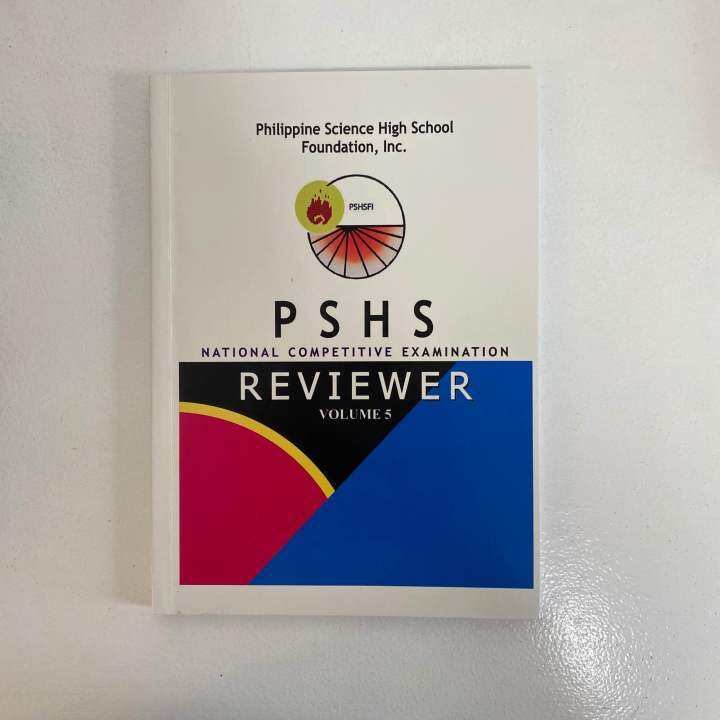 Philippine Science High School
Foundation, Inc.
PSHSFI
PSHS
NATIONAL COMPETITIVE EXAMINATION
REVIEWER
VOLUME 5